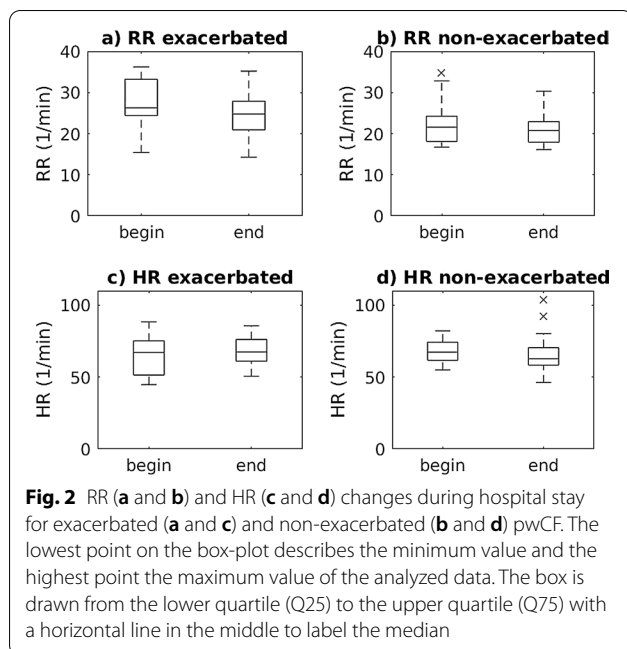 a) RR exacerbated
40
30
20
10
0
RR (1/min)
begin end
b) RR non-exacerbated
40
30
20
10
0
RR (1/min)
begin end
c) HR exacerbated
100
50
HR (1/min)
begin end
d) HR non-exacerbated
100
50
HR (1/min)
begin end
Fig. 2 RR (a and b) and HR (c and d) changes during hospital stay
for exacerbated (a and c) and non-exacerbated (b and d) pwCF. The
lowest point on the box-plot describes the minimum value and the
highest point the maximum value of the analyzed data. The box is
drawn from the lower quartile (Q25) to the upper quartile (Q75) with
a horizontal line in the middle to label the median